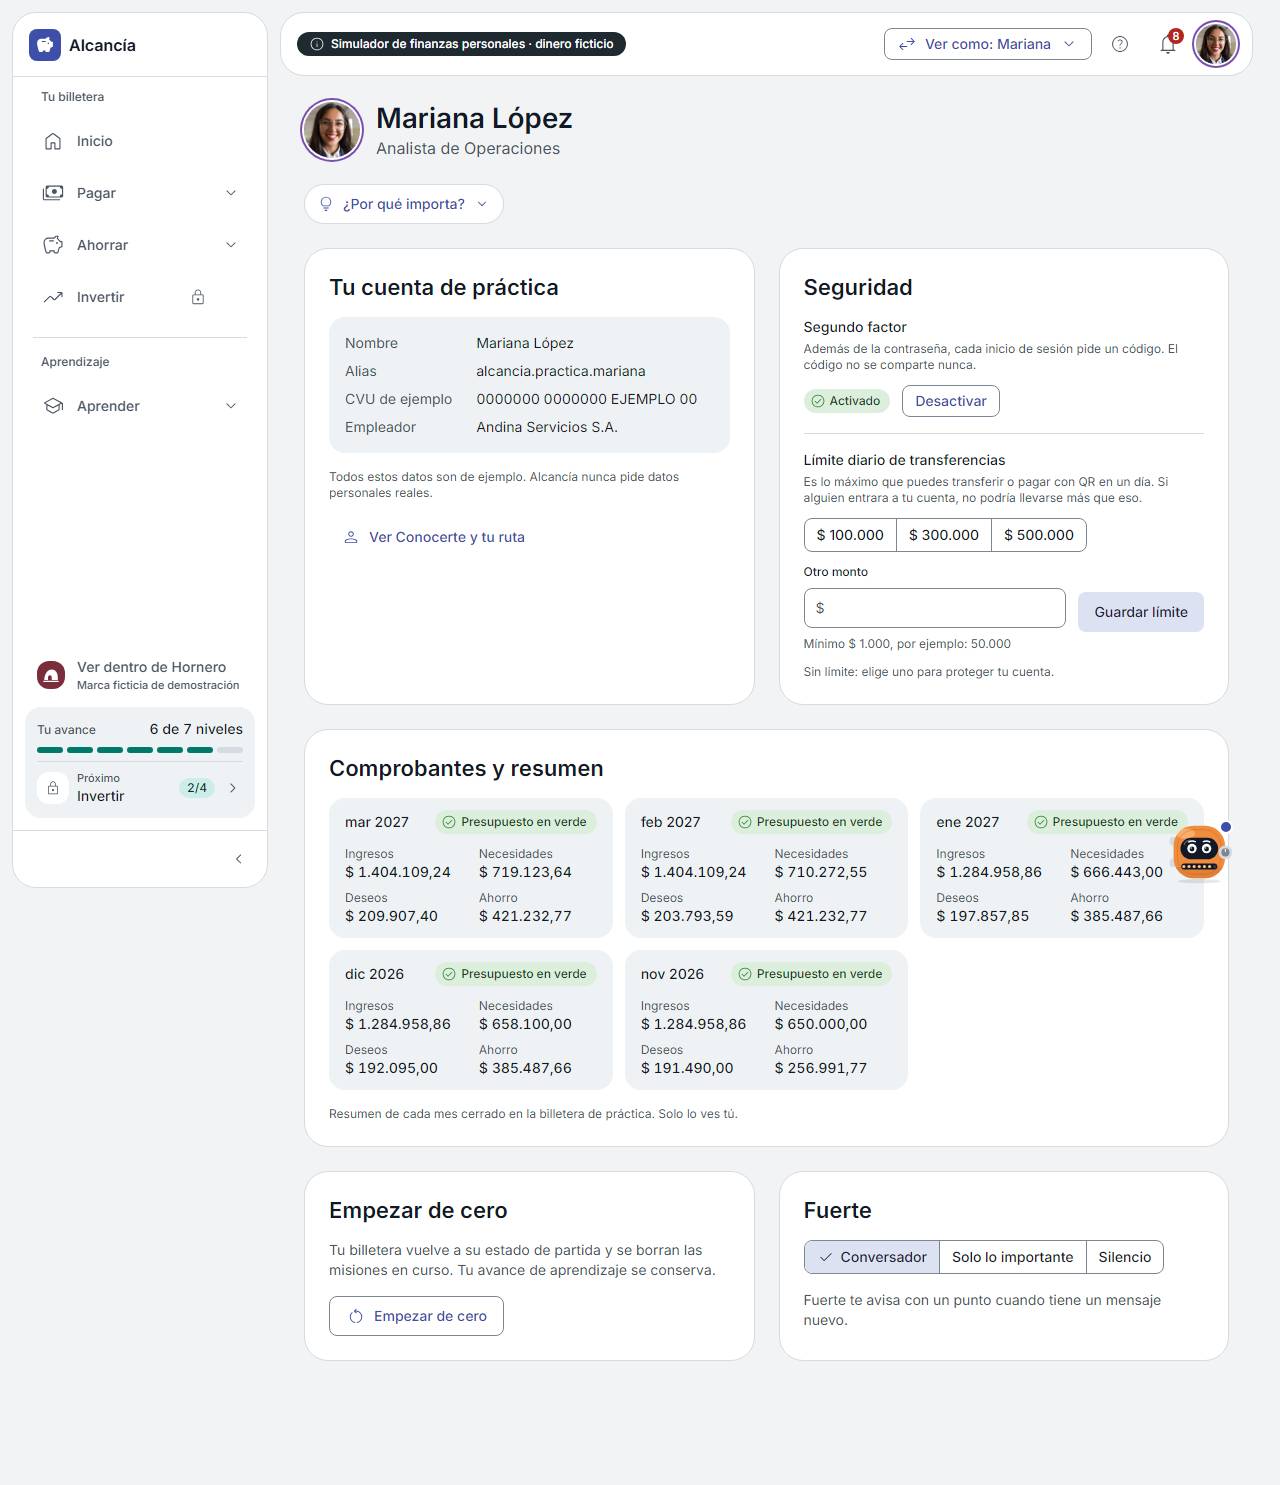 Alcancía
Tu billetera
Inicio
Pagar
Ahorrar
Invertir
Aprendizaje
Aprender
Ver dentro de Hornero
Marca ficticia de demostración
Tu avance
6 de 7 niveles
Próximo
Invertir
2/4
Simulador de finanzas personales · dinero ficticio
Ver como: Mariana
8
Mariana López
Analista de Operaciones
¿Por qué importa?
Tu cuenta de práctica
Nombre Mariana López
Alias alcancia.practica.mariana
CVU de ejemplo 0000000 0000000 EJEMPLO 00
Empleador Andina Servicios S.A.
Todos estos datos son de ejemplo. Alcancía nunca pide datos
personales reales.
Ver Conocerte y tu ruta
Seguridad
Segundo factor
Además de la contraseña, cada inicio de sesión pide un código. El
código no se comparte nunca.
Activado
Desactivar
Límite diario de transferencias
Es lo máximo que puedes transferir o pagar con QR en un día. Si
alguien entrara a tu cuenta, no podría llevarse más que eso.
$ 100.000 $ 300.000 $ 500.000
Otro monto
$
Guardar límite
Mínimo $ 1.000, por ejemplo: 50.000
Sin límite: elige uno para proteger tu cuenta.
Comprobantes y resumen
mar 2027 Presupuesto en verde
Ingresos Necesidades
$ 1.404.109,24 $ 719.123,64
Deseos Ahorro
$ 209.907,40 $ 421.232,77
feb 2027 Presupuesto en verde
Ingresos Necesidades
$ 1.404.109,24 $ 710.272,55
Deseos Ahorro
$ 203.793,59 $ 421.232,77
ene 2027 Presupuesto en verde
Ingresos Necesidades
$ 1.284.958,86 $ 666.443,00
Deseos Ahorro
$ 197.857,85 $ 385.487,66
dic 2026 Presupuesto en verde
Ingresos Necesidades
$ 1.284.958,86 $ 658.100,00
Deseos Ahorro
$ 192.095,00 $ 385.487,66
nov 2026 Presupuesto en verde
Ingresos Necesidades
$ 1.284.958,86 $ 650.000,00
Deseos Ahorro
$ 191.490,00 $ 256.991,77
Resumen de cada mes cerrado en la billetera de práctica. Solo lo ves tú.
Empezar de cero
Tu billetera vuelve a su estado de partida y se borran las
misiones en curso. Tu avance de aprendizaje se conserva.
Empezar de cero
Fuerte
Conversador Solo lo importante Silencio
Fuerte te avisa con un punto cuando tiene un mensaje
nuevo.